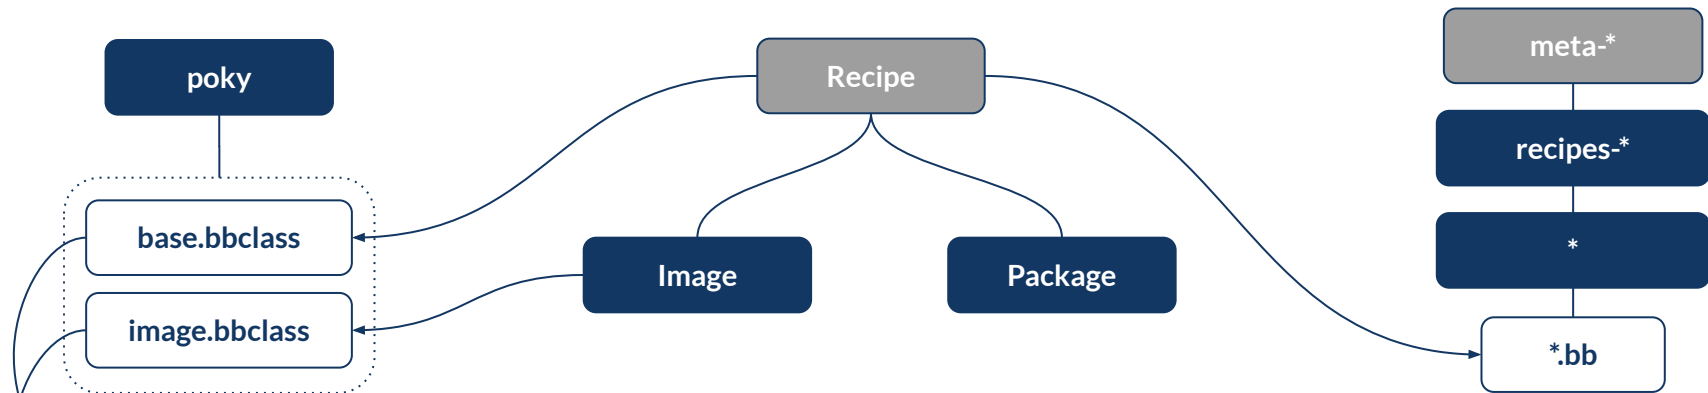 poky
Recipe
meta-*
recipes-*
base.bbclass
Image
Package
*
image.bbclass
*.bb